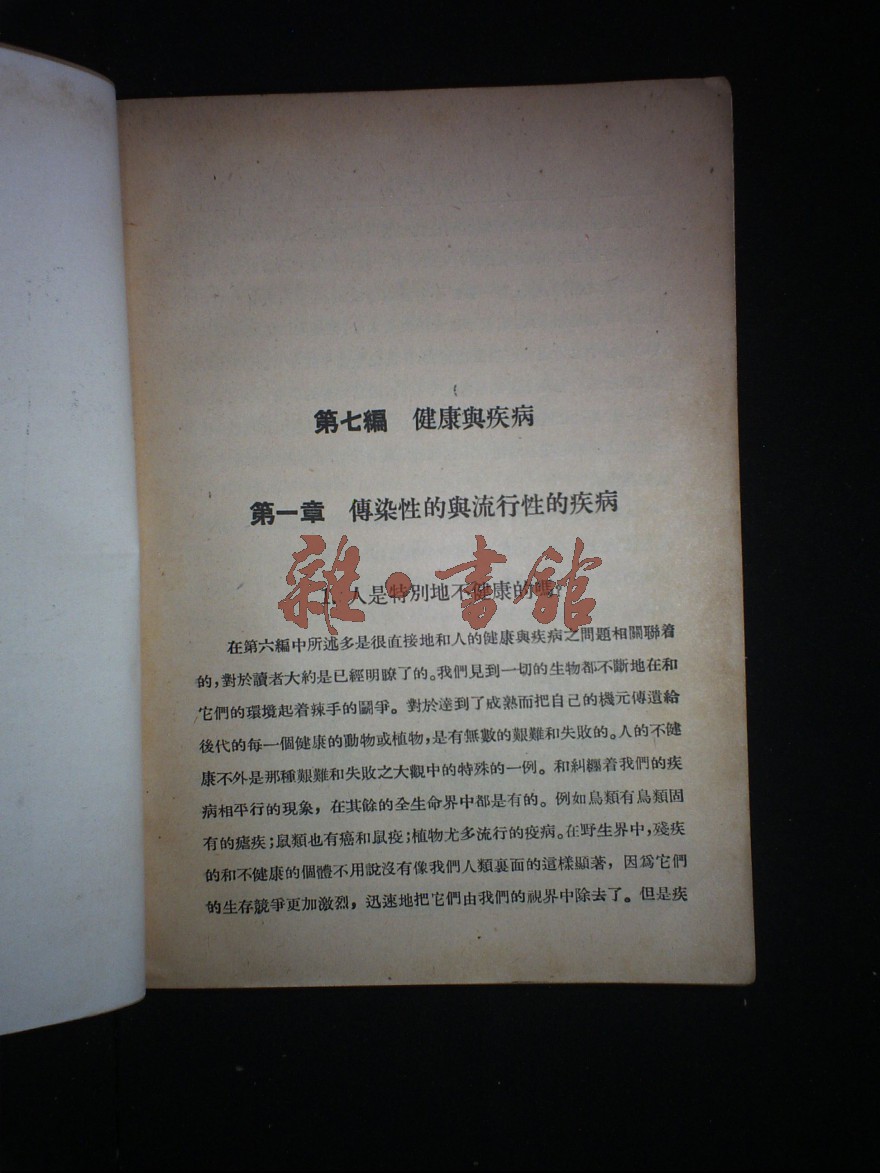 第七編 健康與疾病
第一章 傳染性的與流行性的疾病
1. 人是特別地不健康的嗎?
雜·書館
在第六編中所述多是很直接地和人的健康與疾病之問題相關聯着
的,對於讀者大約是已經明瞭了的。我們見到一切的生物都不斷地在和
它們的環境起着辣手的鬭爭。對於達到了成熟而把自己的機元傳遺給
後代的每一個健康的動物或植物,是有無數的艱難和失敗的。人的不健
康不外是那種艱難和失敗之大觀中的特殊的一例。和糾纒着我們的疾
病相平行的現象,在其餘的全生命界中都是有的。例如鳥類有鳥類固
有的瘧疾;鼠類也有癌和鼠疫;植物尤多流行的疫病。在野生界中,殘疾
的和不健康的個體不用說沒有像我們人類裏面的這樣顯著,因爲它們
的生存競爭更加激烈,迅速地把它們由我們的視界中除去了。但是疾